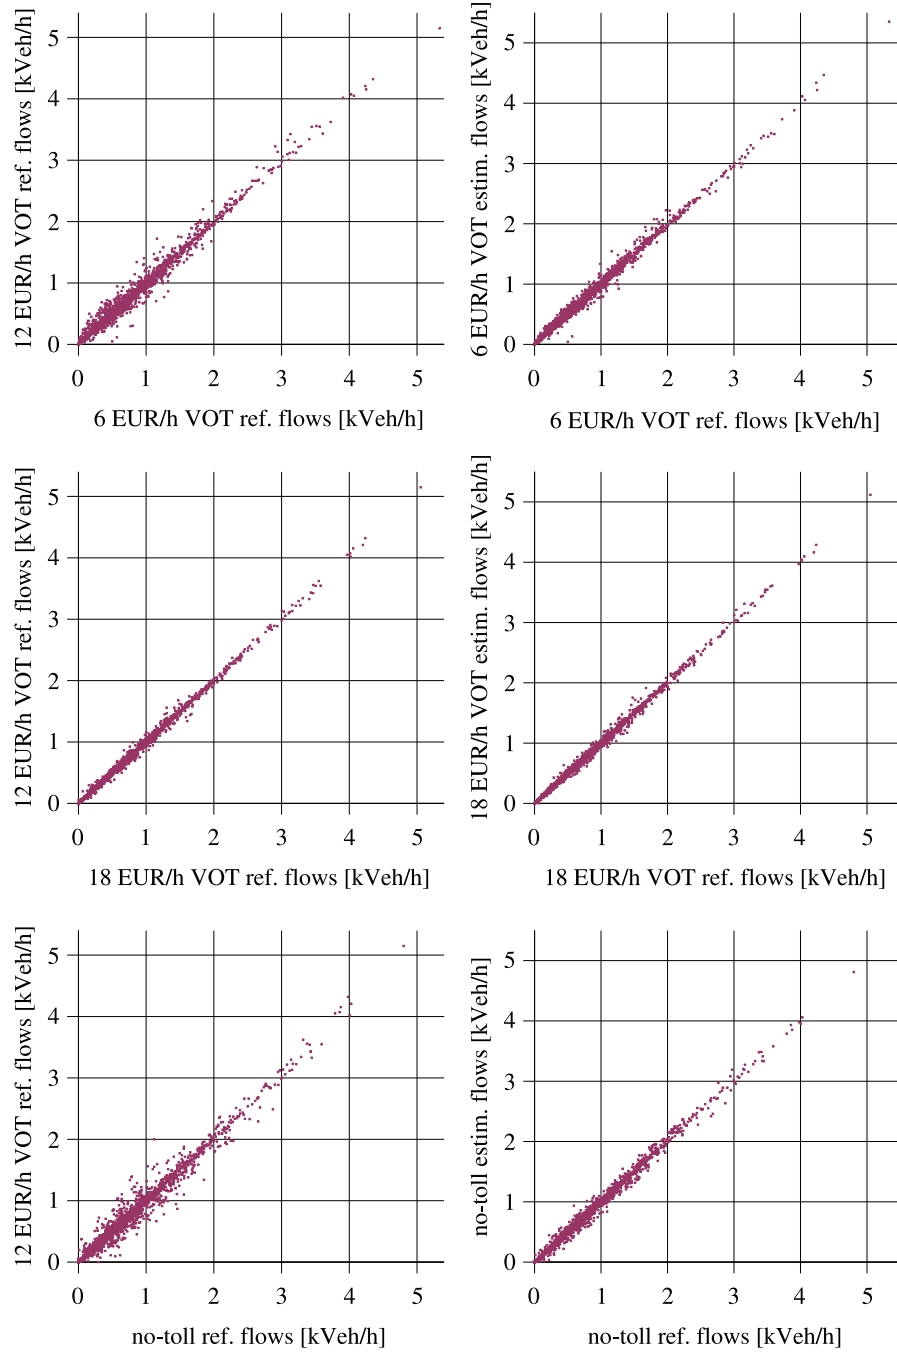 12 EUR/h VOT ref. flows [kVeh/h]
5
4
3
2
1
0
0 1 2 3 4 5
6 EUR/h VOT ref. flows [kVeh/h]
6 EUR/h VOT estim. flows [kVeh/h]
5
4
3
2
1
0
0 1 2 3 4 5
6 EUR/h VOT ref. flows [kVeh/h]
12 EUR/h VOT ref. flows [kVeh/h]
5
4
3
2
1
0
0 1 2 3 4 5
18 EUR/h VOT ref. flows [kVeh/h]
18 EUR/h VOT estim. flows [kVeh/h]
5
4
3
2
1
0
0 1 2 3 4 5
18 EUR/h VOT ref. flows [kVeh/h]
12 EUR/h VOT ref. flows [kVeh/h]
5
4
3
2
1
0
0 1 2 3 4 5
no-toll ref. flows [kVeh/h]
no-toll estim. flows [kVeh/h]
5
4
3
2
1
0
0 1 2 3 4 5
no-toll ref. flows [kVeh/h]